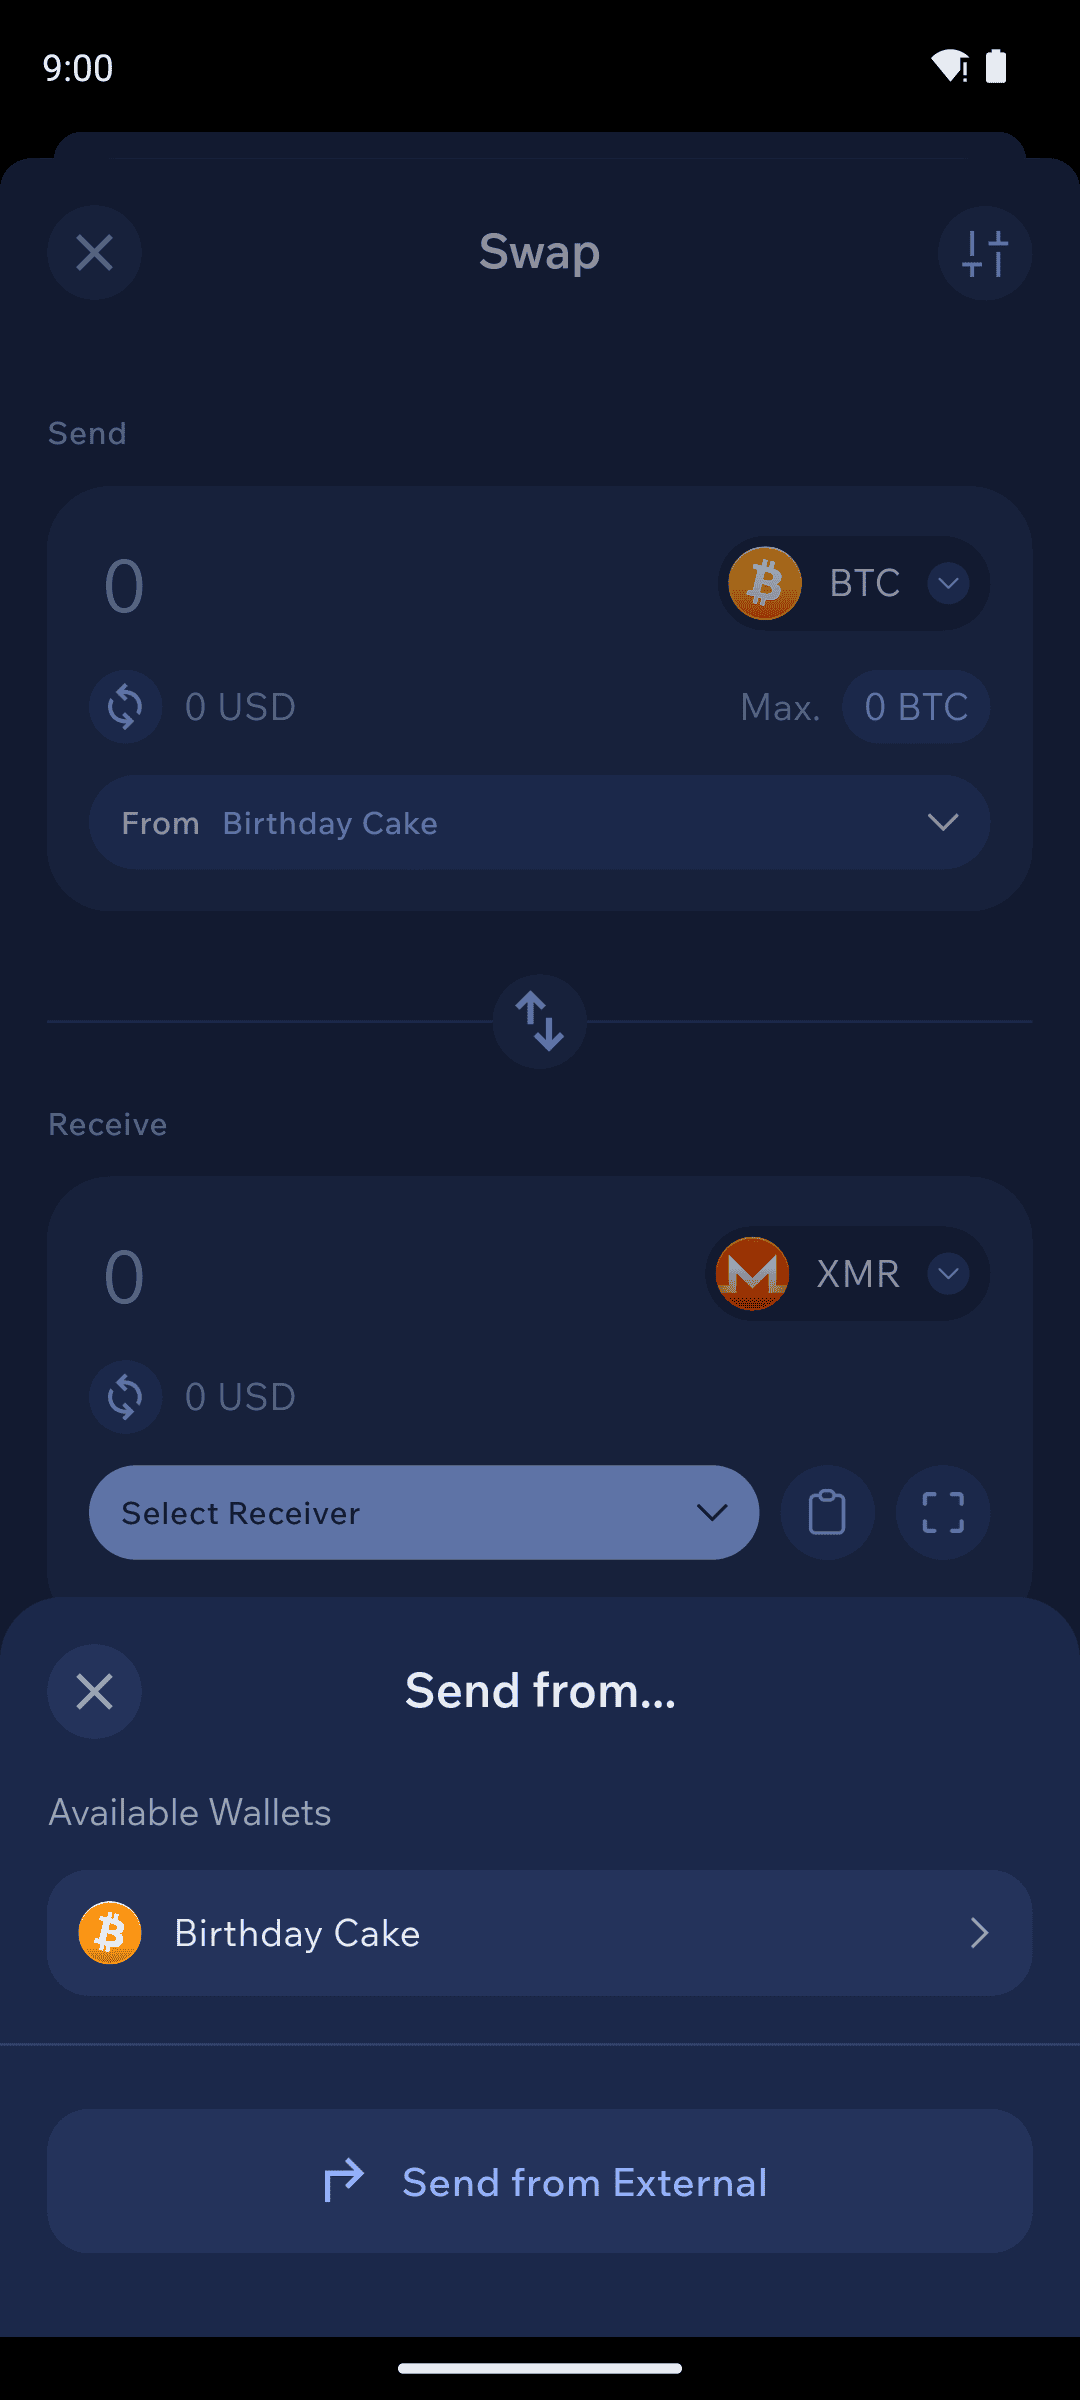 9:00
Swap
Send
0
BTC
0 USD
Max. 0 BTC
From Birthday Cake
Receive
0
XMR
0 USD
Select Receiver
Send from...
Available Wallets
Birthday Cake
Send from External